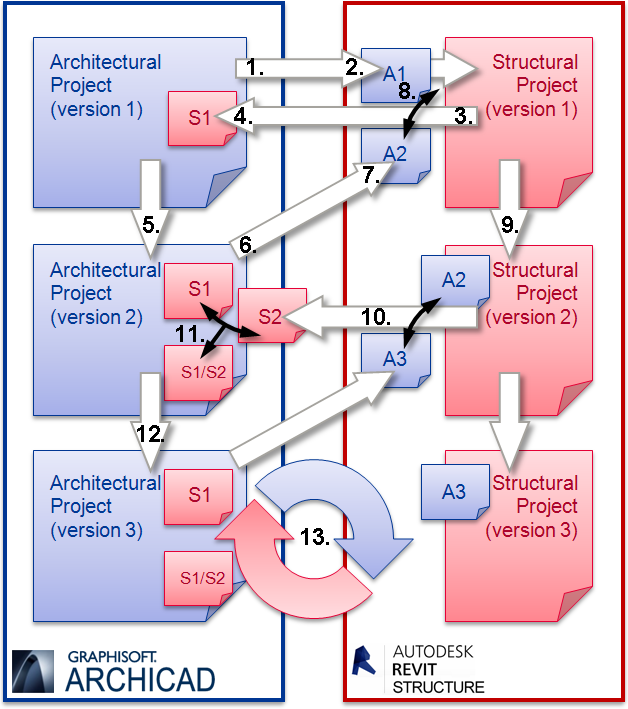 Architectural
Project
(version 1)
S1
1.
2.
A1
8.
Structural
Project
(version 1)
4.
3.
A2
7.
5.
6.
9.
Architectural
Project
(version 2)
S1
S2
11.
S1/S2
10.
A2
Structural
Project
(version 2)
A3
12.
Architectural
Project
(version 3)
S1
S1/S2
13.
A3
Structural
Project
(version 3)
GRAPHISOFT.
ARCHICAD
AUTODESK
REVIT
STRUCTURE